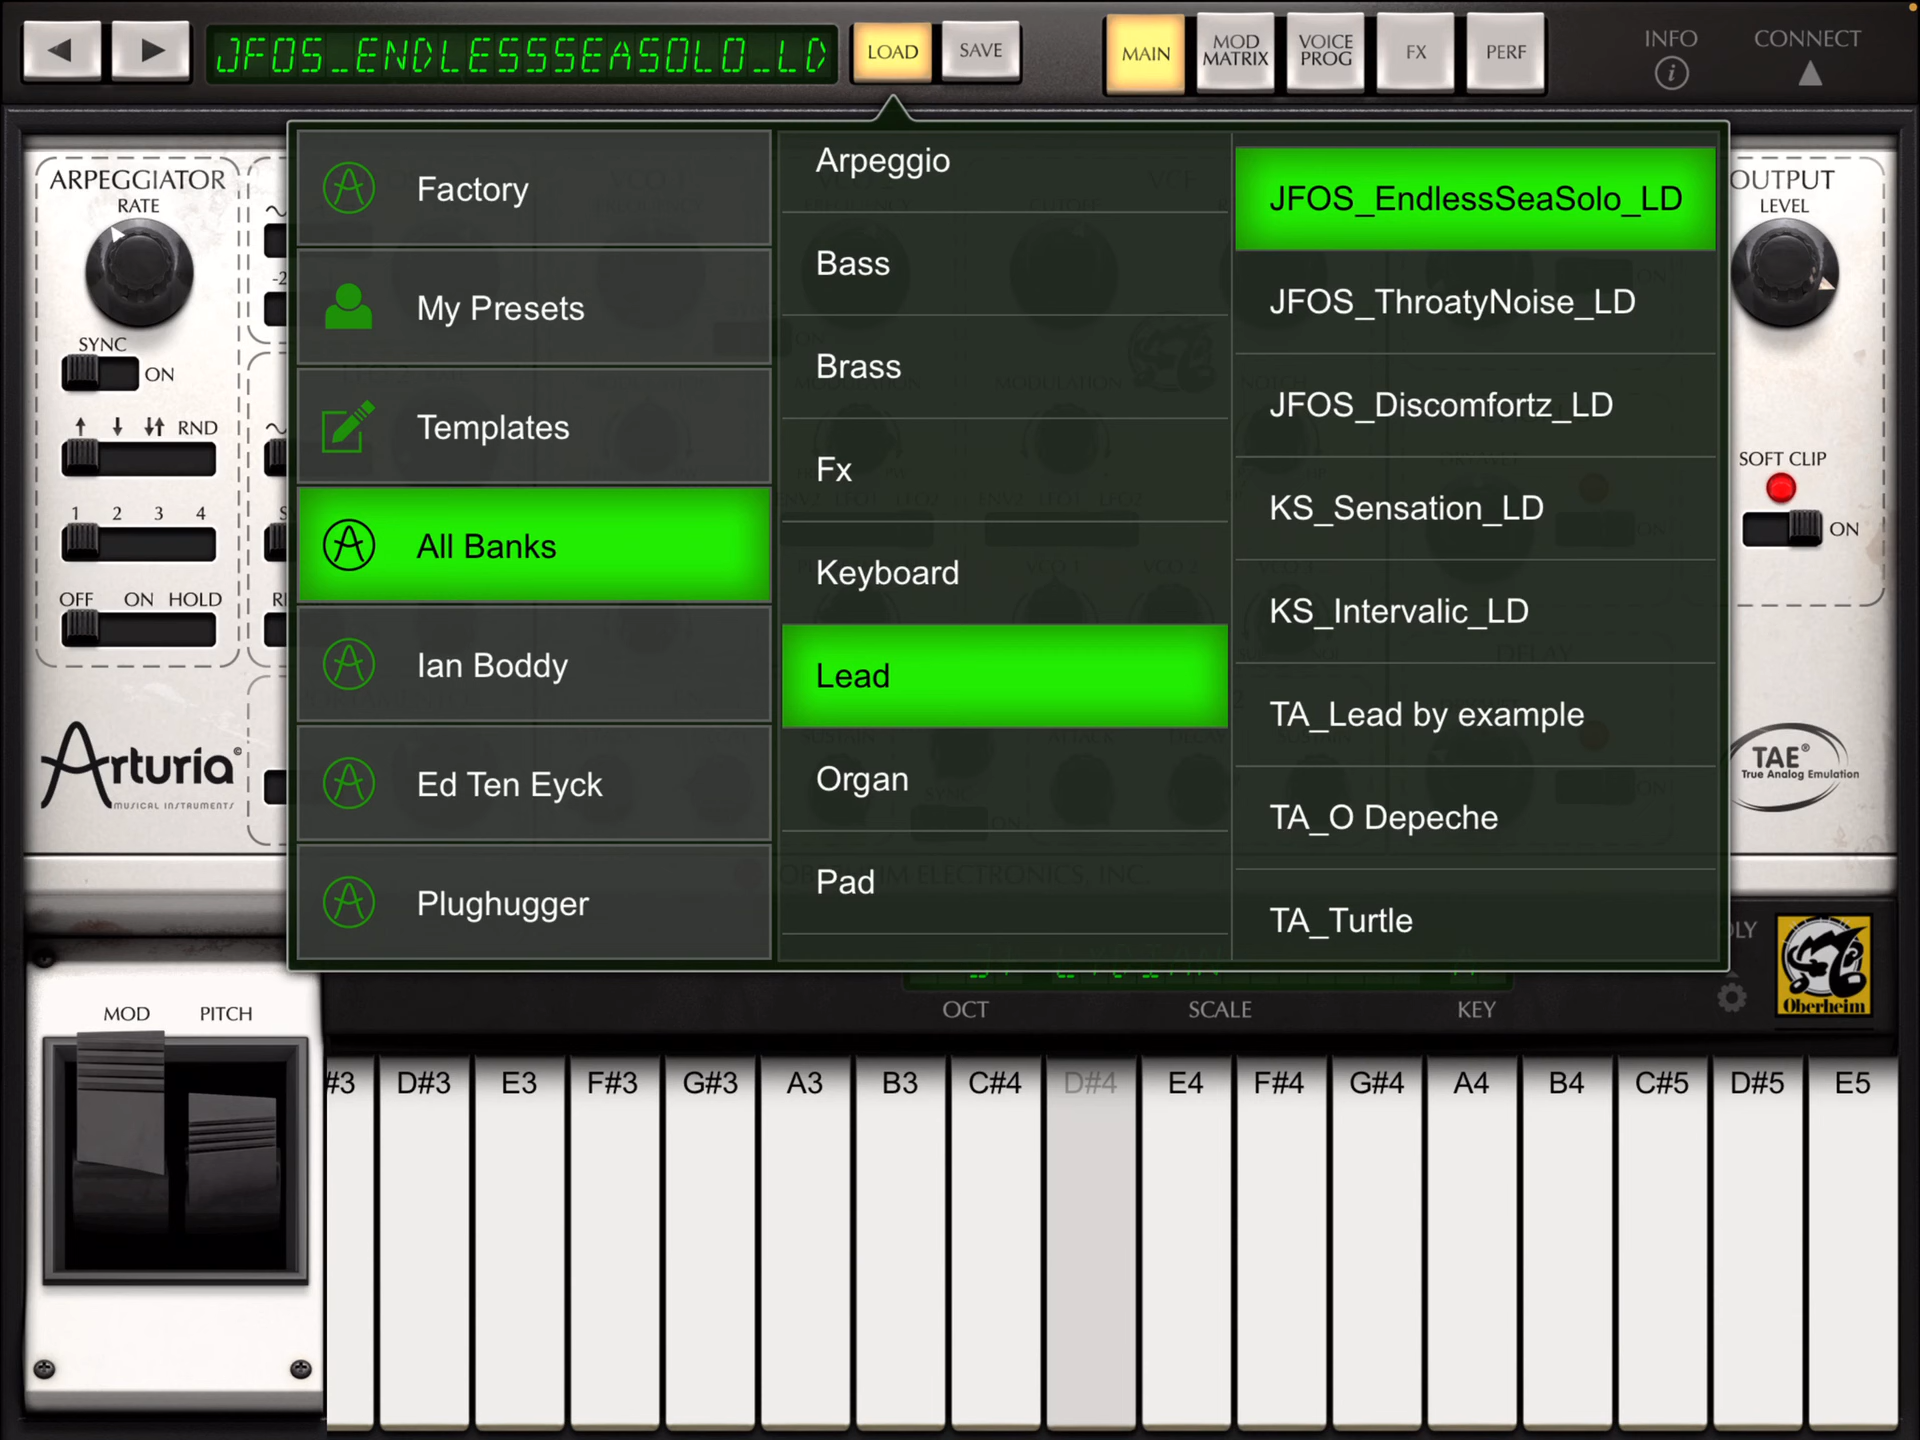 JFOS_ENDLESSSEASOLO_LD
LOAD
SAVE
MAIN
MOD
MATRIX
VOICE
PROG
FX
PERF
INFO
CONNECT
ARPEGGIATOR
RATE
SYNC
ON
RND
1 2 3 4
OFF ON HOLD
Arturia
MUSICAL INSTRUMENTS
Factory
My Presets
Templates
All Banks
Ian Boddy
Ed Ten Eyck
Plughugger
Arpeggio
Bass
Brass
Fx
Keyboard
Lead
Organ
Pad
JFOS_EndlessSeaSolo_LD
JFOS_ThroatyNoise_LD
JFOS_Discomfortz_LD
KS_Sensation_LD
KS_Intervalic_LD
TA_Lead by example
TA_O Depeche
TA_Turtle
OUTPUT
LEVEL
SOFT CLIP
ON
TAE®
True Analog Emulation
Oberheim
OCT
SCALE
KEY
MOD PITCH
#3 D#3 E3 F#3 G#3 A3 B3 C#4 D#4 E4 F#4 G#4 A4 B4 C#5 D#5 E5